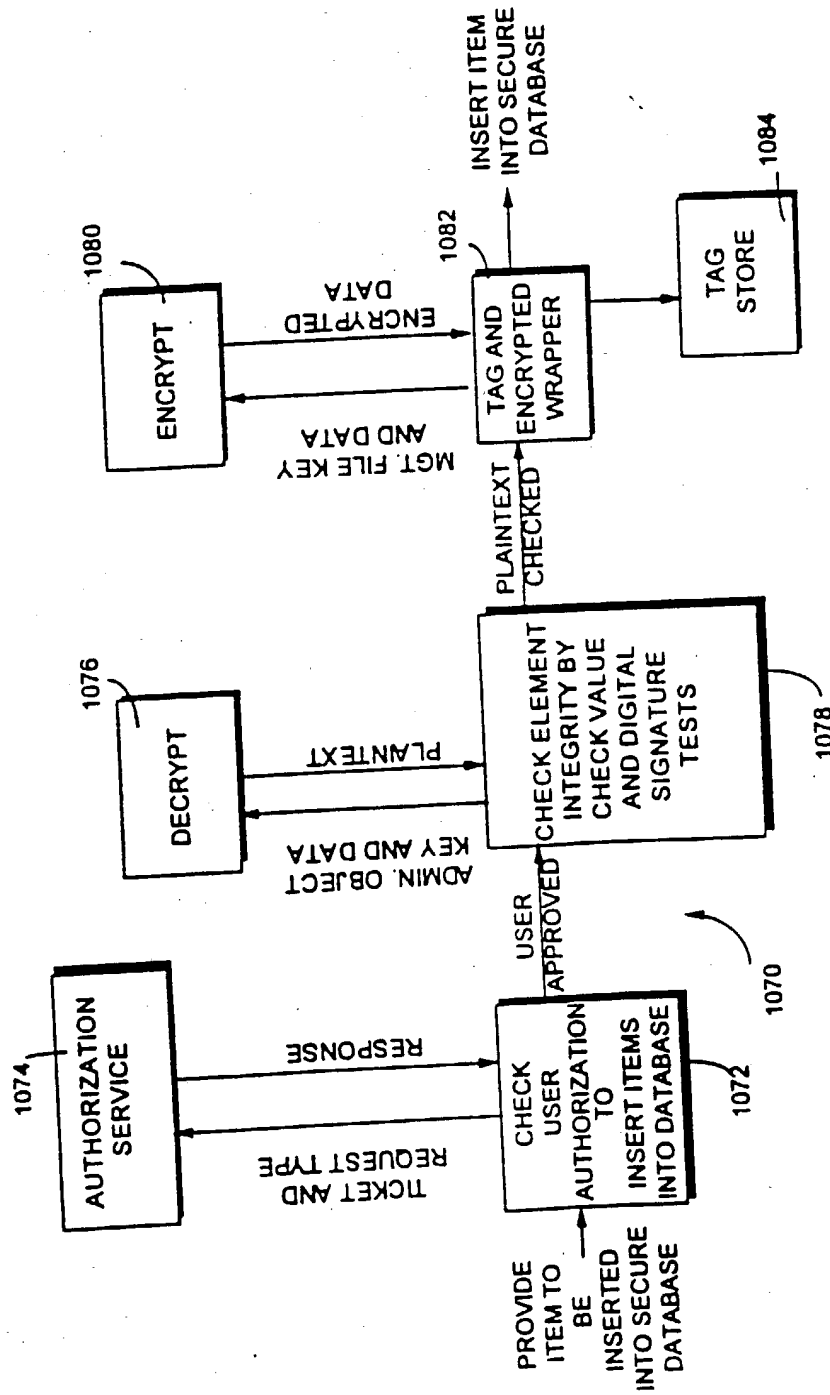 1074
AUTHORIZATION
SERVICE
TICKET AND
REQUEST TYPE
RESPONSE
PROVIDE
ITEM TO
BE
INSERTED
INTO SECURE
DATABASE
CHECK
USER
AUTHORIZATION
TO
INSERT ITEMS
INTO DATABASE
1072
1070
USER
APPROVED
1076
DECRYPT
ADMIN. OBJECT
KEY AND DATA
PLAINTEXT
CHECK ELEMENT
INTEGRITY BY
CHECK VALUE
AND DIGITAL
SIGNATURE
TESTS
1078
PLAINTEXT
CHECKED
1080
ENCRYPT
MGT. FILE KEY
AND DATA
ENCRYPTED
DATA
1082
TAG AND
ENCRYPTED
WRAPPER
INSERT ITEM
INTO SECURE
DATABASE
TAG
STORE
1084